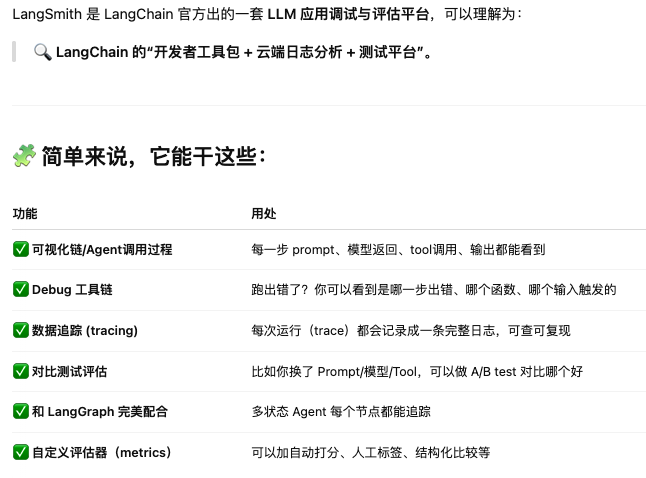 LangSmith 是 LangChain 官方出的一套 LLM 应用调试与评估平台，可以理解为：
🔍 LangChain 的“开发者工具包 + 云端日志分析 + 测试平台”。
🧩 简单来说，它能干这些：
功能 用处
✅ 可视化链/Agent调用过程 每一步 prompt、模型返回、tool调用、输出都能看到
✅ Debug 工具链 跑出错了？你可以看到是哪一步出错、哪个函数、哪个输入触发的
✅ 数据追踪 (tracing) 每次运行（trace）都会记录成一条完整日志，可查可复现
✅ 对比测试评估 比如你换了 Prompt/模型/Tool，可以做 A/B test 对比哪个好
✅ 和 LangGraph 完美配合 多状态 Agent 每个节点都能追踪
✅ 自定义评估器（metrics） 可以加自动打分、人工标签、结构化比较等